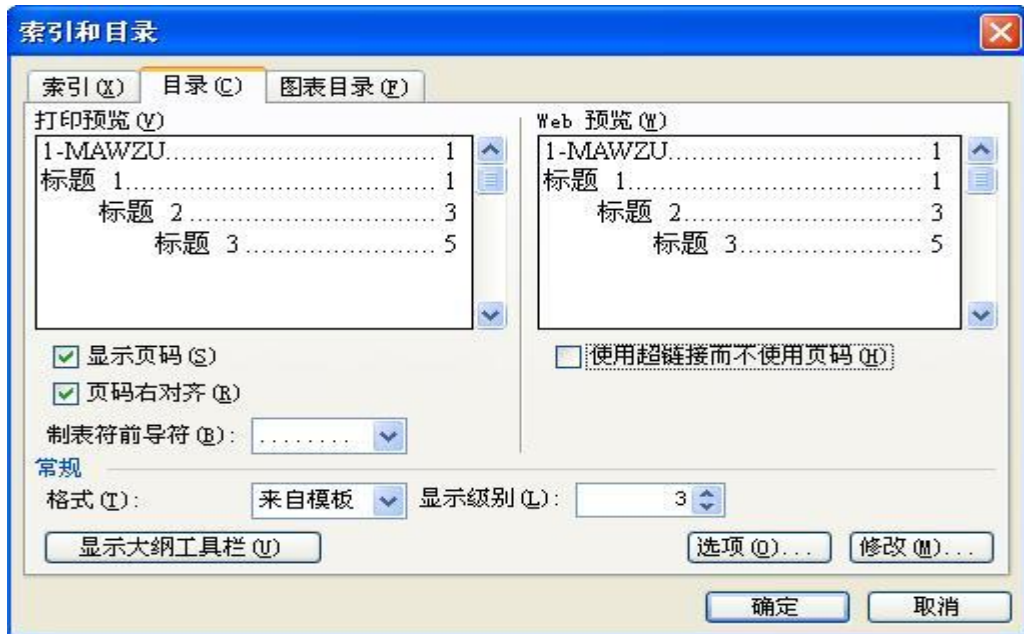 索引和目录
索引(X) 目录(C) 图表目录(F)
打印预览(V)
1-MAWZU................................ 1
标题 1.................................... 1
标题 2............................. 3
标题 3....................... 5
Web 预览(W)
1-MAWZU.............................. 1
标题 1................................... 1
标题 2........................... 3
标题 3...................... 5
显示页码(S)
页码右对齐(R)
制表符前导符(B): ........
使用超链接而不使用页码(H)
常规
格式(T): 来自模板 显示级别(L): 3
显示大纲工具栏(U) 选项(O)... 修改(M)...
确定 取消